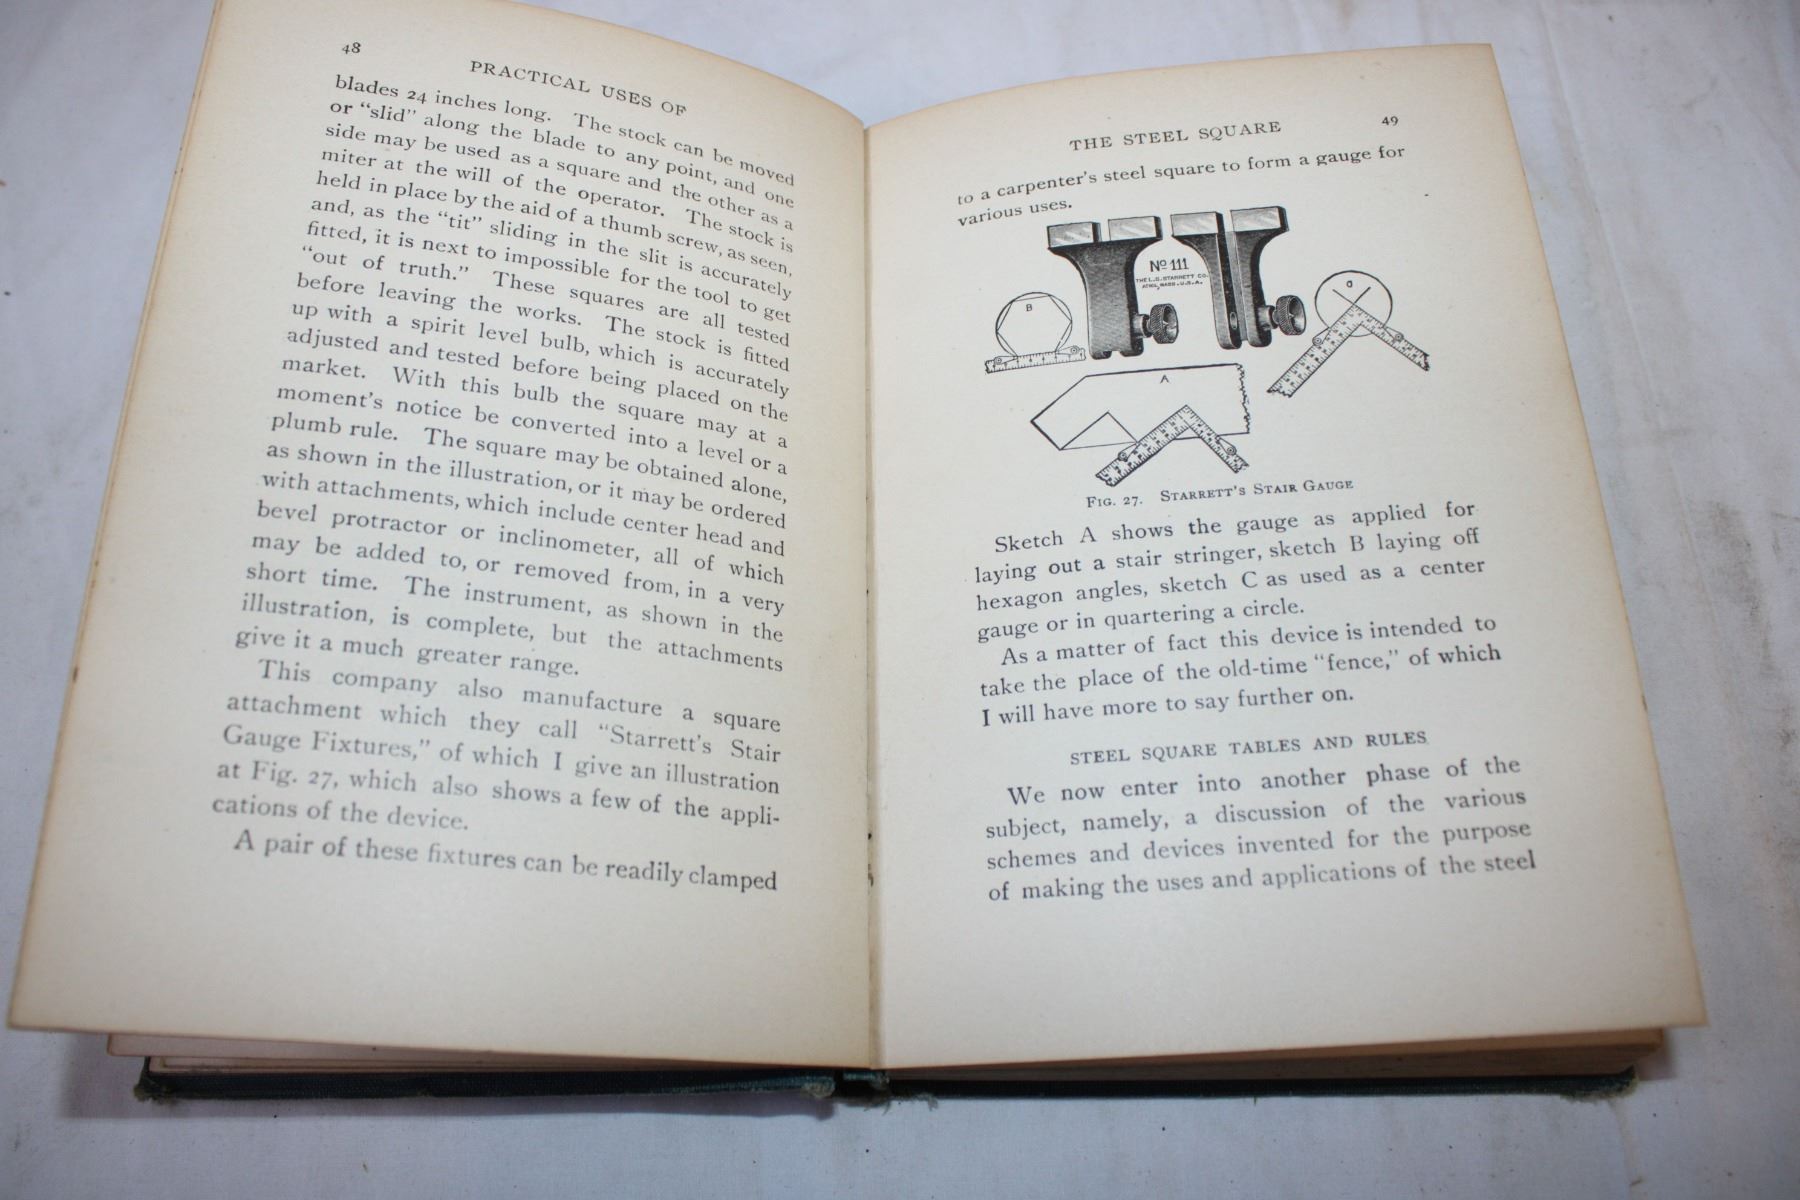 48
PRACTICAL USES OF
blades 24 inches long. The stock can be moved
or "slid" along the blade to any point, and one
side may be used as a square and the other as a
miter at the will of the operator. The stock is
held in place by the aid of a thumb screw, as seen,
and, as the "tit" sliding in the slit is accurately
fitted, it is next to impossible for the tool to get
"out of truth." These squares are all tested
before leaving the works. The stock is fitted
up with a spirit level bulb, which is accurately
adjusted and tested before being placed on the
market. With this bulb the square may at a
moment's notice be converted into a level or a
plumb rule. The square may be obtained alone,
as shown in the illustration, or it may be ordered
with attachments, which include center head and
bevel protractor or inclinometer, all of which
may be added to, or removed from, in a very
short time. The instrument, as shown in the
illustration, is complete, but the attachments
give it a much greater range.
This company also manufacture a square
attachment which they call "Starrett's Stair
Gauge Fixtures," of which I give an illustration
at Fig. 27, which also shows a few of the appli-
cations of the device.
A pair of these fixtures can be readily clamped
THE STEEL SQUARE
49
to a carpenter's steel square to form a gauge for
various uses.
No 111
THE L.S. STARRETT CO.
ATHOL, MASS. U.S.A.
B
C
A
FIG. 27. STARRETT'S STAIR GAUGE
Sketch A shows the gauge as applied for
laying out a stair stringer, sketch B laying off
hexagon angles, sketch C as used as a center
gauge or in quartering a circle.
As a matter of fact this device is intended to
take the place of the old-time "fence," of which
I will have more to say further on.
STEEL SQUARE TABLES AND RULES
We now enter into another phase of the
subject, namely, a discussion of the various
schemes and devices invented for the purpose
of making the uses and applications of the steel